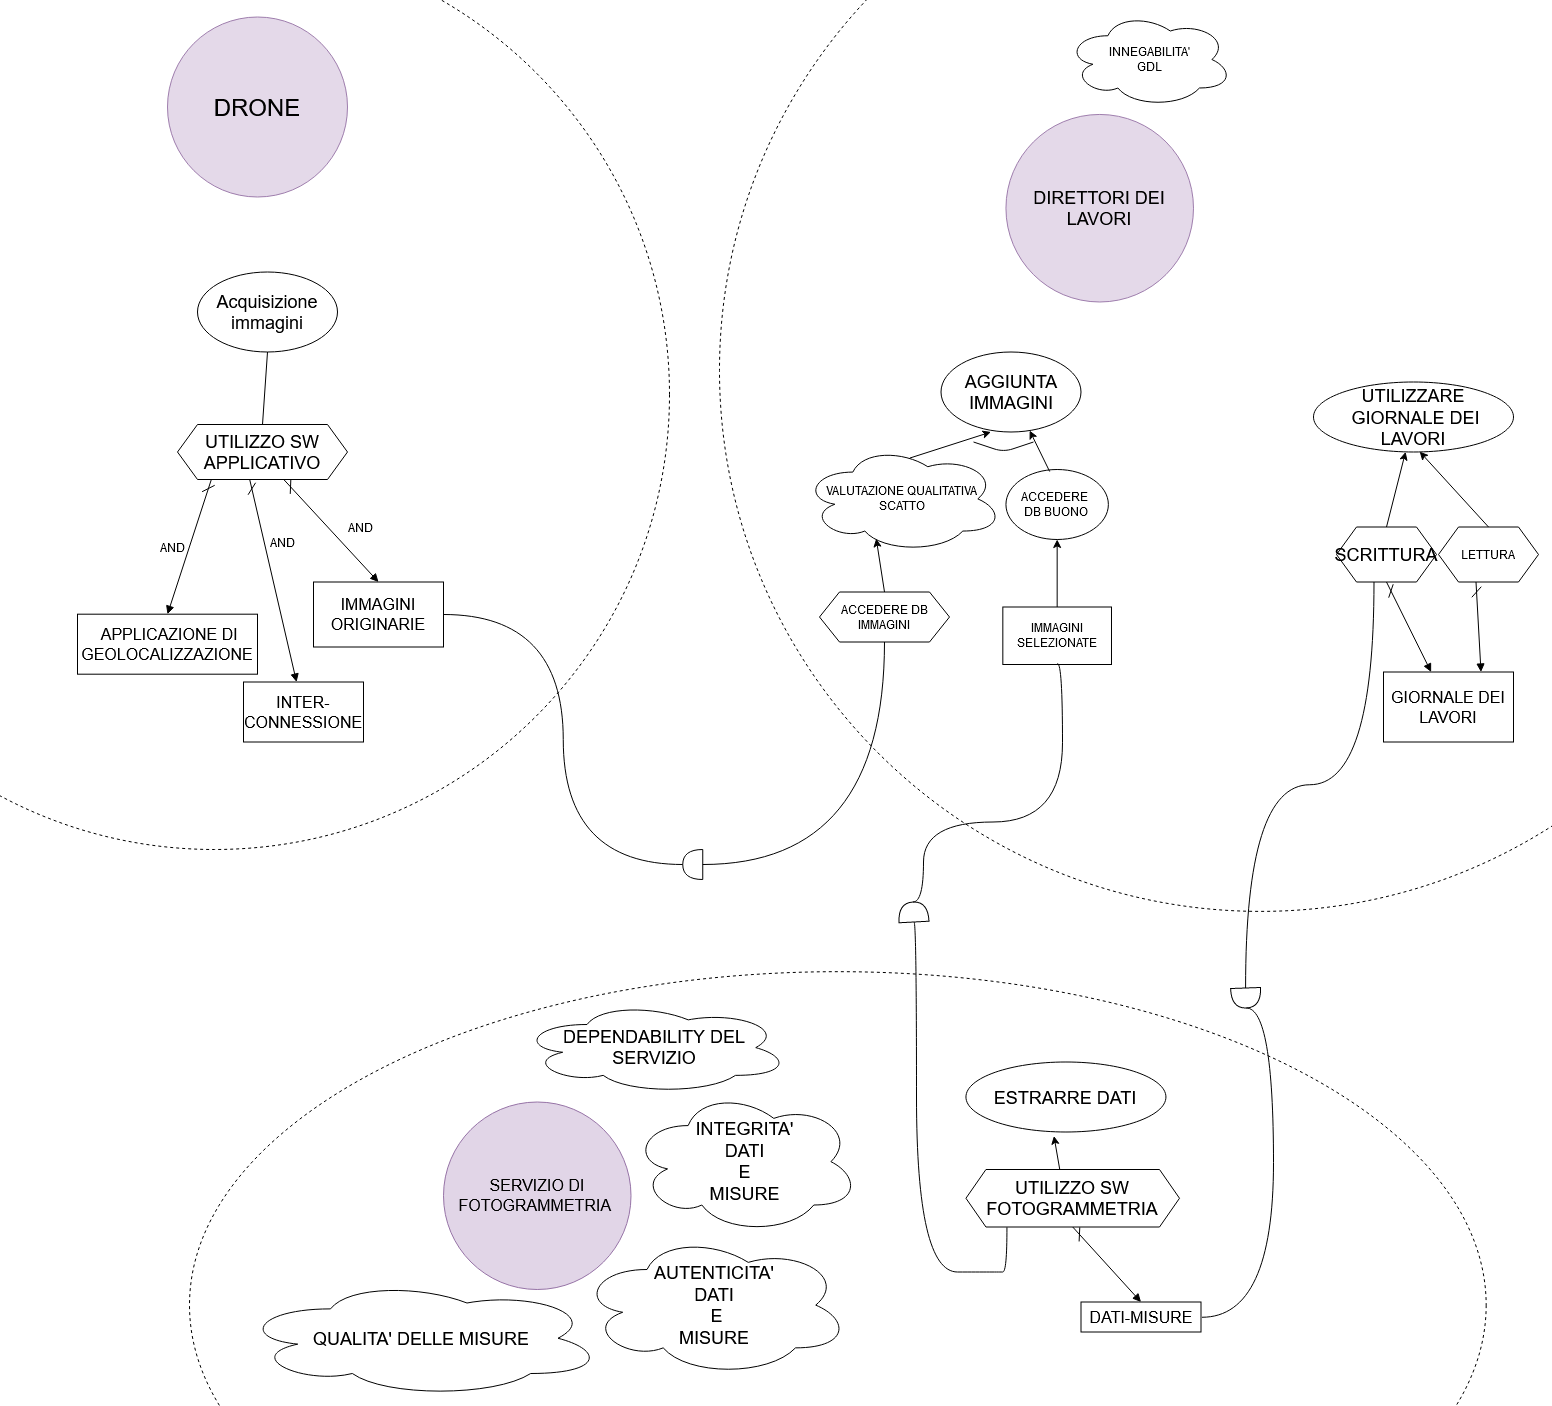 DRONE
Acquisizione
immagini
UTILIZZO SW
APPLICATIVO
AND
AND
AND
APPLICAZIONE DI
GEOLOCALIZZAZIONE
INTER-
CONNESSIONE
IMMAGINI
ORIGINARIE
INNEGABILITA'
GDL
DIRETTORI DEI
LAVORI
AGGIUNTA
IMMAGINI
VALUTAZIONE QUALITATIVA
SCATTO
ACCEDERE
DB BUONO
ACCEDERE DB
IMMAGINI
IMMAGINI
SELEZIONATE
UTILIZZARE
GIORNALE DEI
LAVORI
SCRITTURA
LETTURA
GIORNALE DEI
LAVORI
DEPENDABILITY DEL
SERVIZIO
SERVIZIO DI
FOTOGRAMMETRIA
INTEGRITA'
DATI
E
MISURE
AUTENTICITA'
DATI
E
MISURE
QUALITA' DELLE MISURE
ESTRARRE DATI
UTILIZZO SW
FOTOGRAMMETRIA
DATI-MISURE